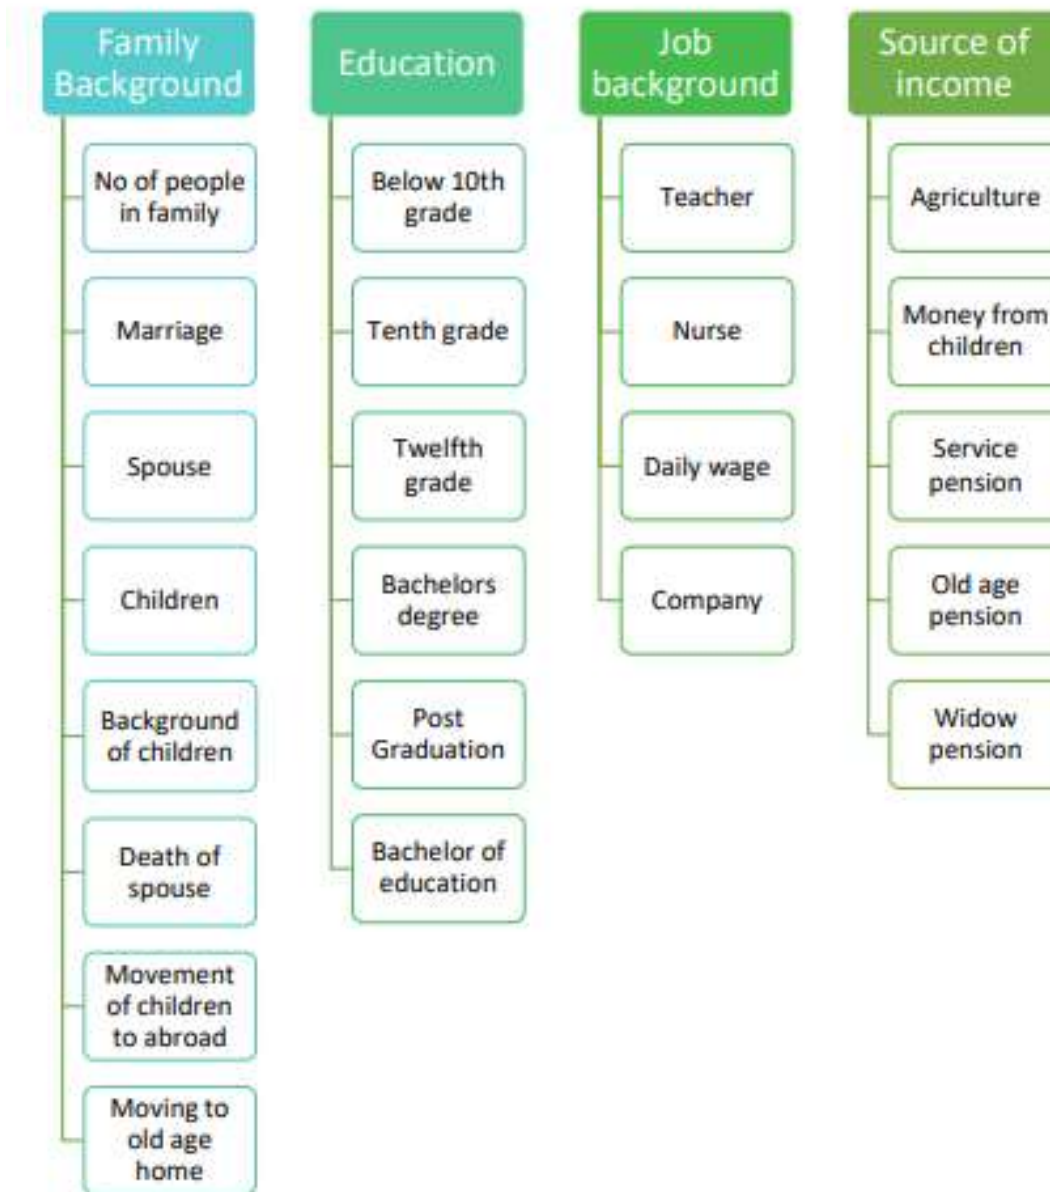 Family
Background
No of people
in family
Marriage
Spouse
Children
Background
of children
Death of
spouse
Movement
of children
to abroad
Moving to
old age
home
Education
Below 10th
grade
Tenth grade
Twelfth
grade
Bachelors
degree
Post
Graduation
Bachelor of
education
Job
background
Teacher
Nurse
Daily wage
Company
Source of
income
Agriculture
Money from
children
Service
pension
Old age
pension
Widow
pension